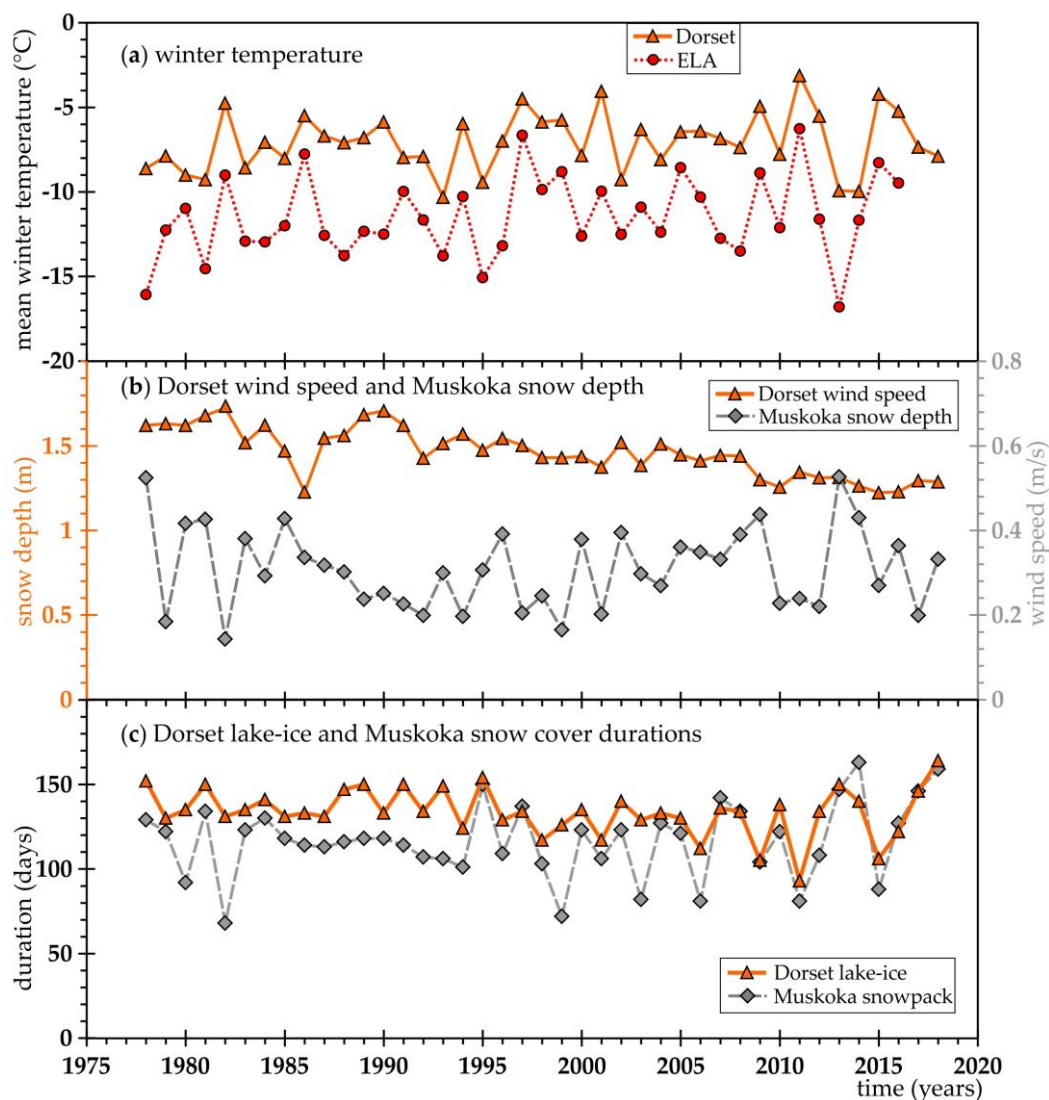 0
(a) winter temperature
Dorset
ELA
-5
-10
-15
-20
mean winter temperature (°C)
(b) Dorset wind speed and Muskoka snow depth
Dorset wind speed
Muskoka snow depth
1.5
1
0.5
0
snow depth (m)
0.8
0.6
0.4
0.2
0
wind speed (m/s)
(c) Dorset lake-ice and Muskoka snow cover durations
150
100
50
0
duration (days)
Dorset lake-ice
Muskoka snowpack
1975 1980 1985 1990 1995 2000 2005 2010 2015 2020
time (years)